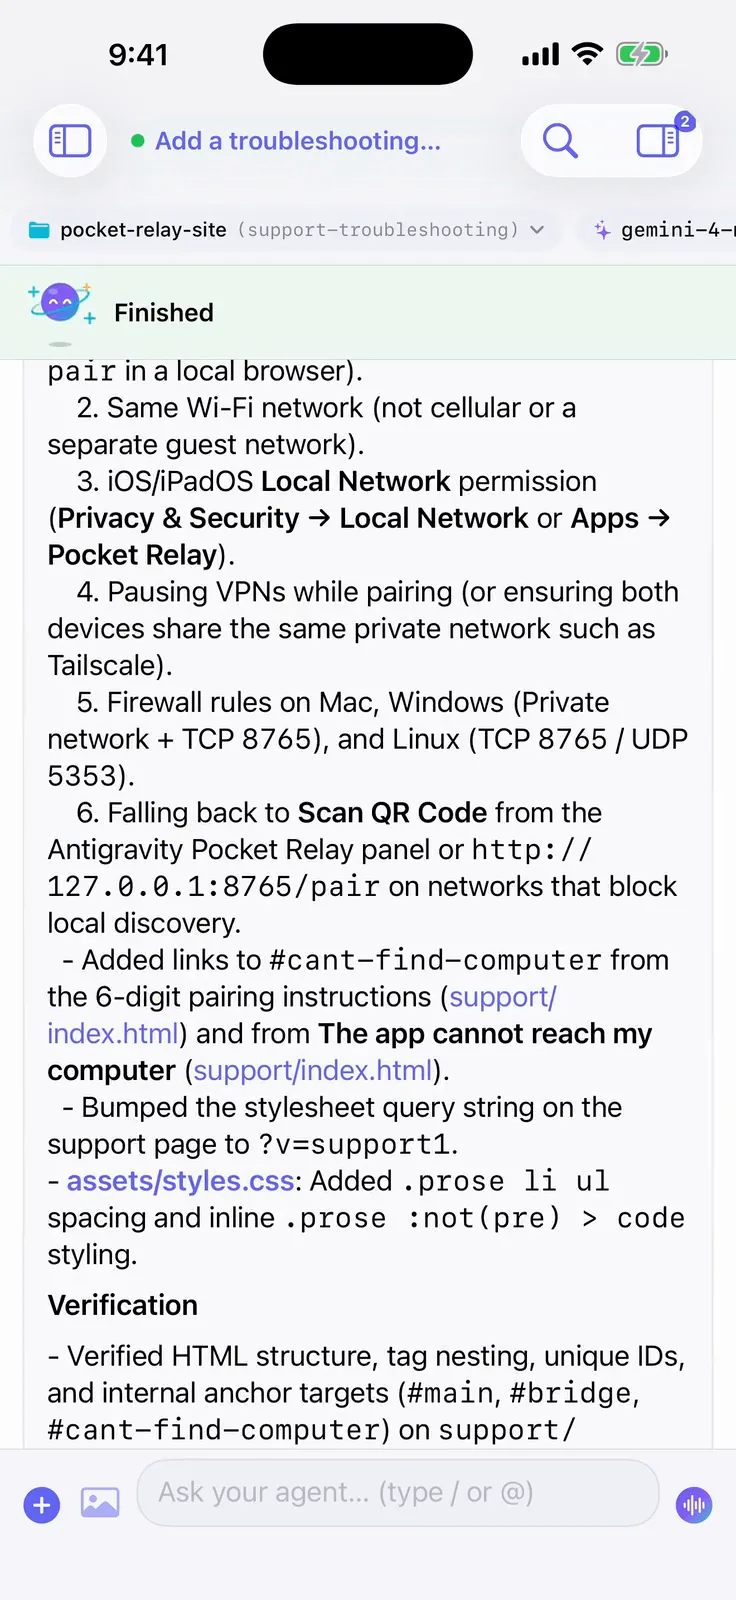 9:41
Add a troubleshooting...
2
pocket-relay-site (support-troubleshooting)
gemini-4-
Finished
pair in a local browser).
2. Same Wi-Fi network (not cellular or a
separate guest network).
3. iOS/iPadOS Local Network permission
(Privacy & Security → Local Network or Apps →
Pocket Relay).
4. Pausing VPNs while pairing (or ensuring both
devices share the same private network such as
Tailscale).
5. Firewall rules on Mac, Windows (Private
network + TCP 8765), and Linux (TCP 8765 / UDP
5353).
6. Falling back to Scan QR Code from the
Antigravity Pocket Relay panel or http://
127.0.0.1:8765/pair on networks that block
local discovery.
- Added links to #cant-find-computer from
the 6-digit pairing instructions (support/
index.html) and from The app cannot reach my
computer (support/index.html).
- Bumped the stylesheet query string on the
support page to ?v=support1.
- assets/styles.css: Added .prose li ul
spacing and inline .prose :not(pre) > code
styling.
Verification
- Verified HTML structure, tag nesting, unique IDs,
and internal anchor targets (#main, #bridge,
#cant-find-computer) on support/
Ask your agent... (type / or @)